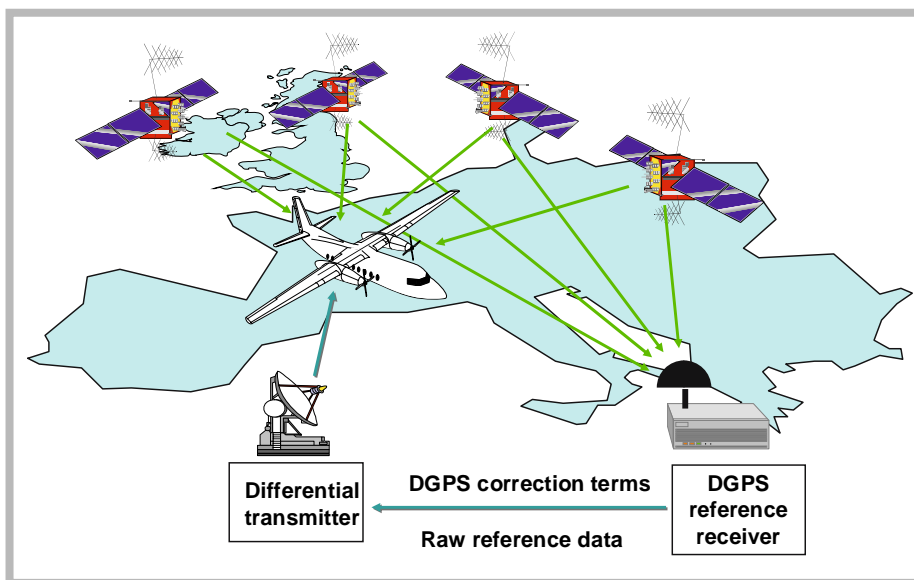 Differential
transmitter
DGPS correction terms
Raw reference data
DGPS
reference
receiver